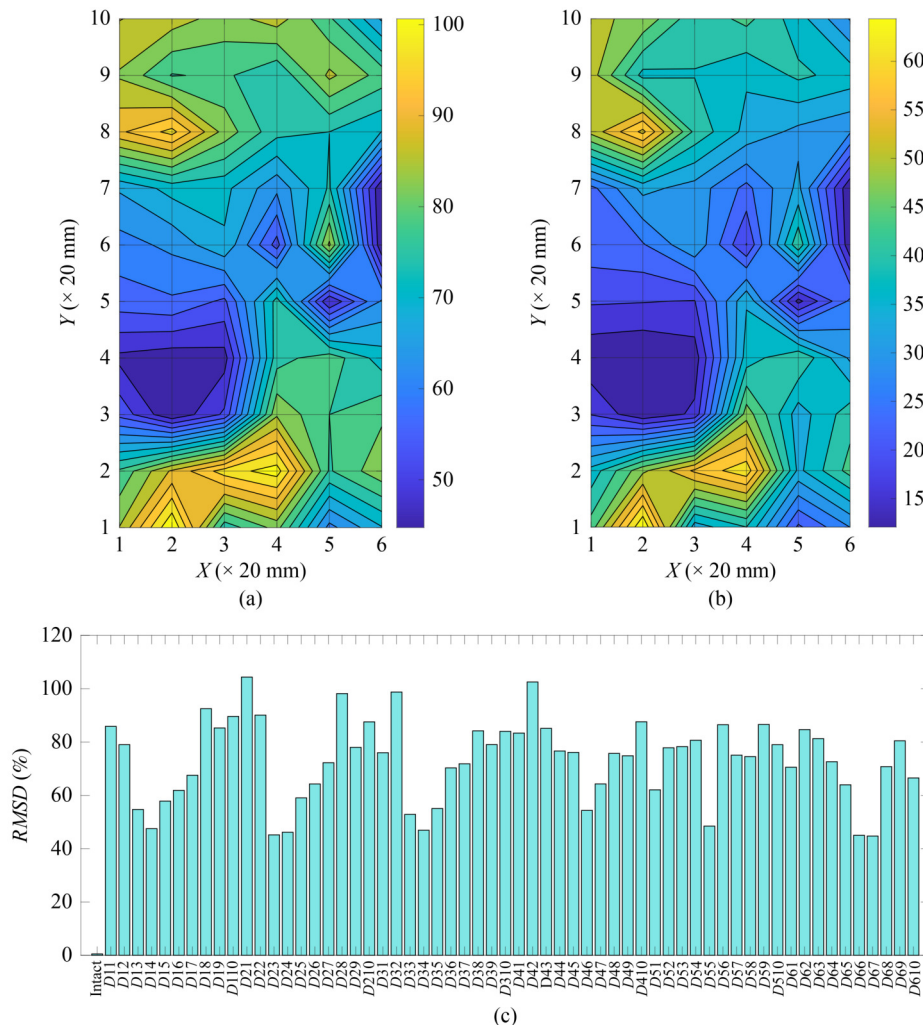 10
9
8
7
6
5
4
3
2
1
Y (× 20 mm)
1 2 3 4 5 6
X (× 20 mm)
(a)
100
90
80
70
60
50
10
9
8
7
6
5
4
3
2
1
Y (× 20 mm)
1 2 3 4 5 6
X (× 20 mm)
(b)
60
55
50
45
40
35
30
25
20
15
120
100
80
60
40
20
0
RMSD (%)
Intact
D11
D12
D13
D14
D15
D16
D17
D18
D19
D110
D21
D22
D23
D24
D25
D26
D27
D28
D29
D210
D31
D32
D33
D34
D35
D36
D37
D38
D39
D310
D41
D42
D43
D44
D45
D46
D47
D48
D49
D410
D51
D52
D53
D54
D55
D56
D57
D58
D59
D510
D61
D62
D63
D64
D65
D66
D67
D68
D69
D610
(c)